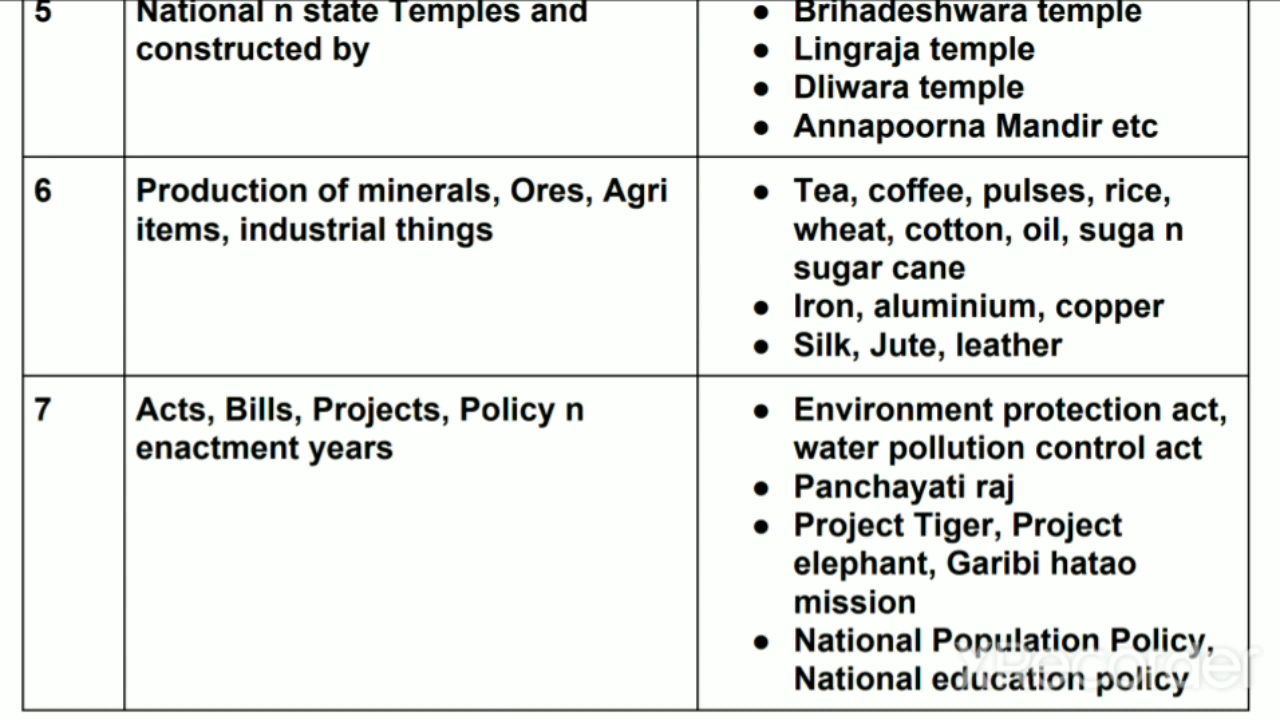 5
National n state Temples and
constructed by
● Brihadeshwara temple
● Lingraja temple
● Dliwara temple
● Annapoorna Mandir etc
6
Production of minerals, Ores, Agri
items, industrial things
● Tea, coffee, pulses, rice,
wheat, cotton, oil, suga n
sugar cane
● Iron, aluminium, copper
● Silk, Jute, leather
7
Acts, Bills, Projects, Policy n
enactment years
● Environment protection act,
water pollution control act
● Panchayati raj
● Project Tiger, Project
elephant, Garibi hatao
mission
● National Population Policy,
National education policy
XRecorder